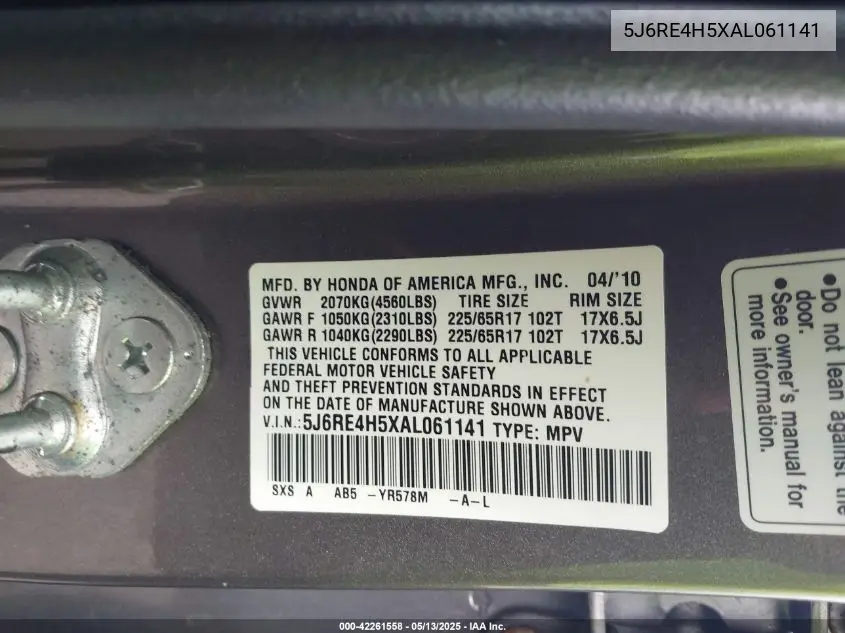 5J6RE4H5XAL061141
MFD. BY HONDA OF AMERICA MFG., INC. 04/'10
GVWR 2070KG(4560LBS) TIRE SIZE RIM SIZE
GAWR F 1050KG(2310LBS) 225/65R17 102T 17X6.5J
GAWR R 1040KG(2290LBS) 225/65R17 102T 17X6.5J
THIS VEHICLE CONFORMS TO ALL APPLICABLE
FEDERAL MOTOR VEHICLE SAFETY
AND THEFT PREVENTION STANDARDS IN EFFECT
ON THE DATE OF MANUFACTURE SHOWN ABOVE.
V.I.N.:5J6RE4H5XAL061141 TYPE: MPV
SXS A AB5 -YR578M -A-L
●Do not lean against the
door.
●See owner's manual for
more information.
000-42261558 - 05/13/2025 - IAA Inc.